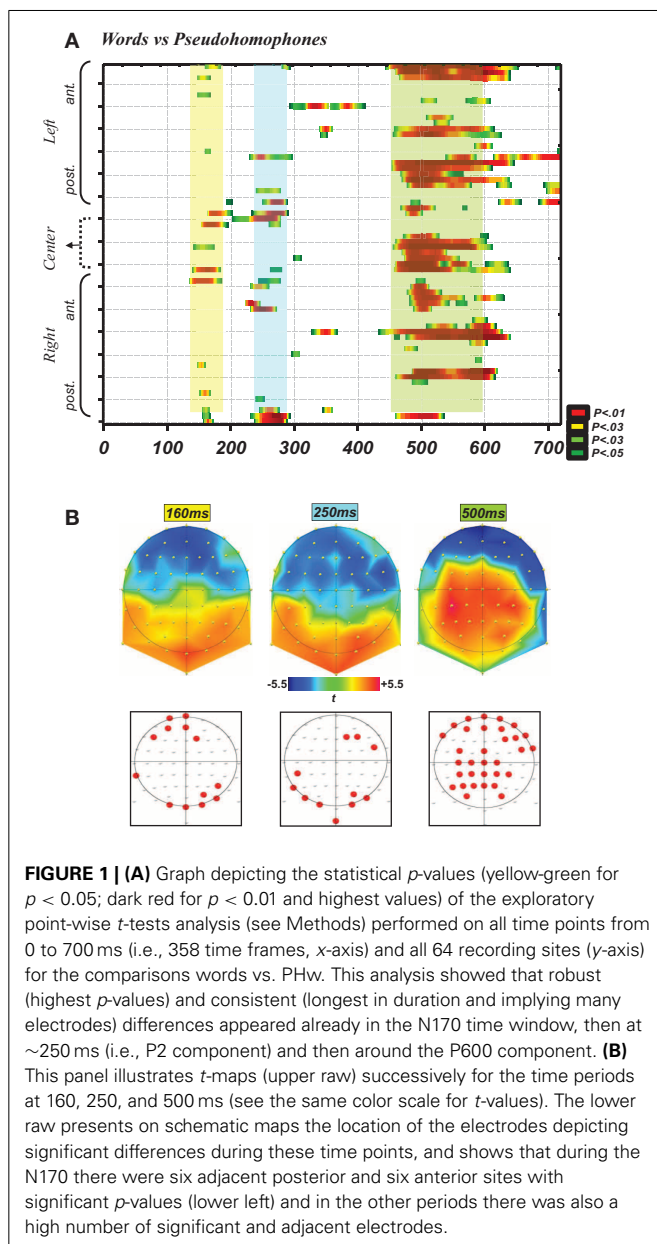 A Words vs Pseudohomophones
ant.
Left
post.
Center
ant.
Right
post.
0 100 200 300 400 500 600 700
P<.01
P<.03
P<.03
P<.05
B
160ms 250ms 500ms
-5.5 +5.5
t
FIGURE 1 | (A) Graph depicting the statistical p-values (yellow-green for
p < 0.05; dark red for p < 0.01 and highest values) of the exploratory
point-wise t-tests analysis (see Methods) performed on all time points from
0 to 700 ms (i.e., 358 time frames, x-axis) and all 64 recording sites (y-axis)
for the comparisons words vs. PHw. This analysis showed that robust
(highest p-values) and consistent (longest in duration and implying many
electrodes) differences appeared already in the N170 time window, then at
~250 ms (i.e., P2 component) and then around the P600 component. (B)
This panel illustrates t-maps (upper raw) successively for the time periods
at 160, 250, and 500 ms (see the same color scale for t-values). The lower
raw presents on schematic maps the location of the electrodes depicting
significant differences during these time points, and shows that during the
N170 there were six adjacent posterior and six anterior sites with
significant p-values (lower left) and in the other periods there was also a
high number of significant and adjacent electrodes.